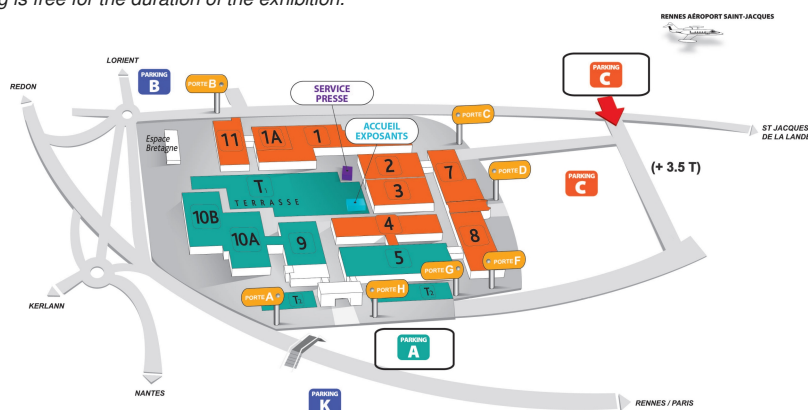 g is free for the duration of the exhibition.
RENNES AÉROPORT SAINT-JACQUES
LORIENT
REDON
PARKING
B
PORTE B
SERVICE
PRESSE
PARKING
C
ACCUEIL
EXPOSANTS
PORTE C
ST JACQUES
DE LA LANDE
Espace
Bretagne
11
1A
1
2
7
(+ 3.5 T)
PORTE D
PARKING
C
T
TERRASSE
3
10B
10A
9
4
8
5
PORTE G
PORTE F
PORTE A
T2
PORTE H
T2
KERLANN
PARKING
A
NANTES
PARKING
K
RENNES / PARIS